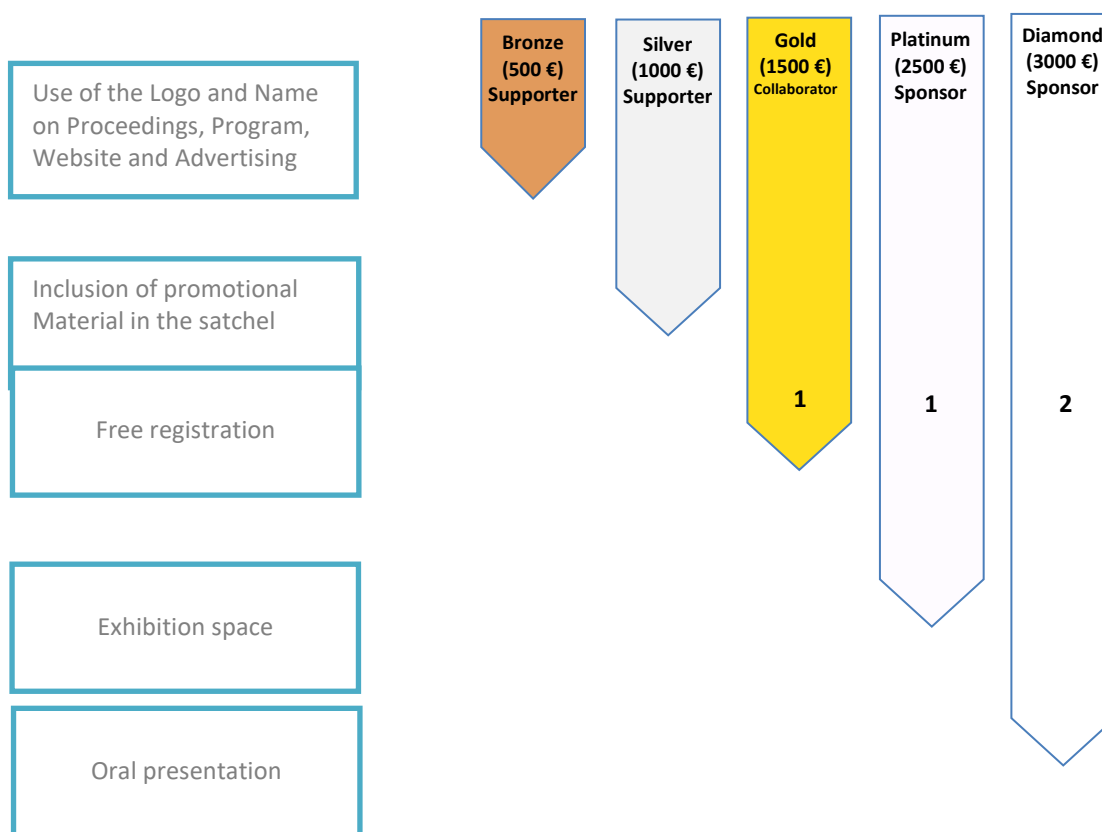 Use of the Logo and Name
on Proceedings, Program,
Website and Advertising
Inclusion of promotional
Material in the satchel
Free registration
Exhibition space
Oral presentation
Bronze
(500 €)
Supporter
Silver
(1000 €)
Supporter
Gold
(1500 €)
Collaborator
1
Platinum
(2500 €)
Sponsor
1
Diamond
(3000 €)
Sponsor
2